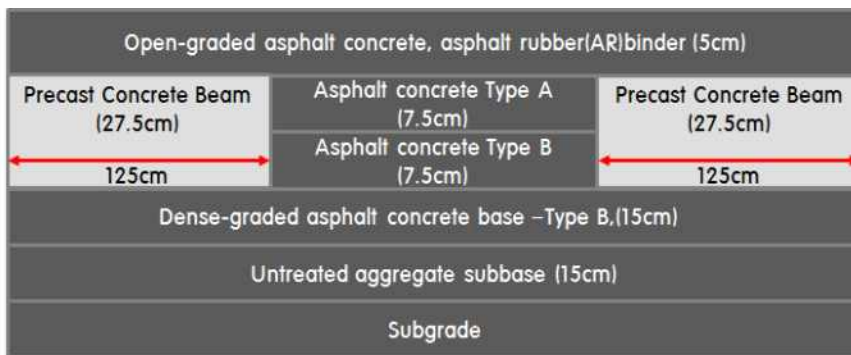 Open-graded asphalt concrete, asphalt rubber(AR)binder (5cm)
Precast Concrete Beam
(27.5cm)
125cm
Asphalt concrete Type A
(7.5cm)
Asphalt concrete Type B
(7.5cm)
Precast Concrete Beam
(27.5cm)
125cm
Dense-graded asphalt concrete base –Type B,(15cm)
Untreated aggregate subbase (15cm)
Subgrade